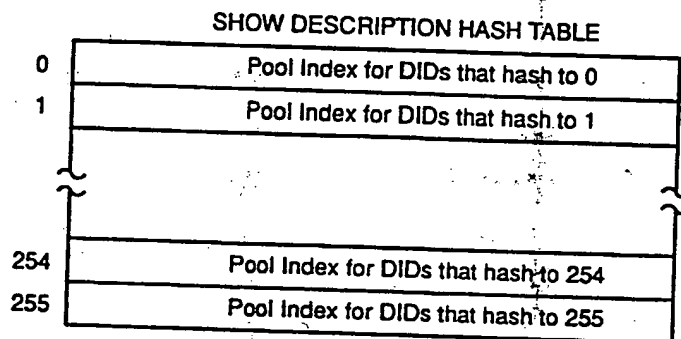 SHOW DESCRIPTION HASH TABLE
0 Pool Index for DIDs that hash to 0
1 Pool Index for DIDs that hash to 1
254 Pool Index for DIDs that hash to 254
255 Pool Index for DIDs that hash to 255